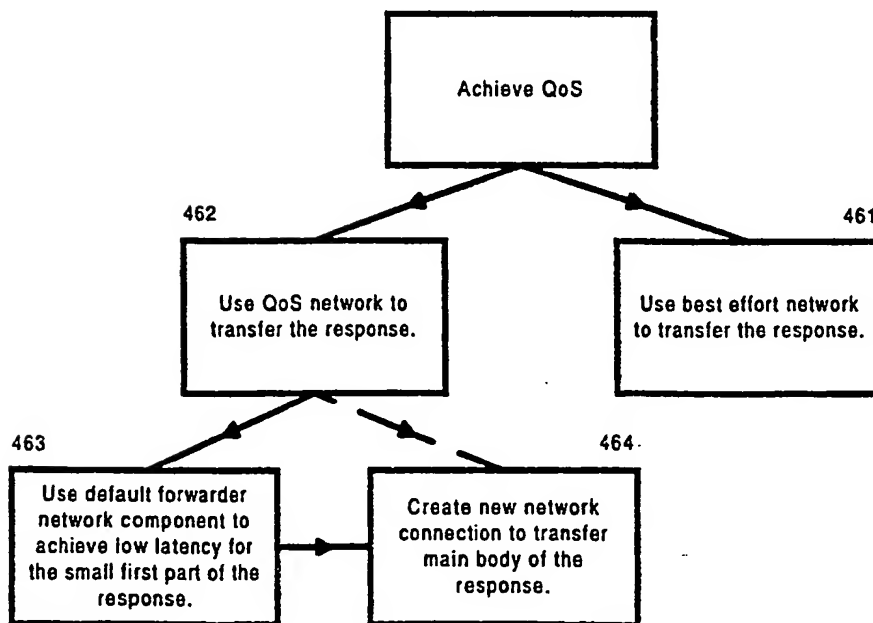 Achieve QoS
462
461
Use QoS network to
transfer the response.
Use best effort network
to transfer the response.
463
464
Use default forwarder
network component to
achieve low latency for
the small first part of the
response.
Create new network
connection to transfer
main body of the
response.